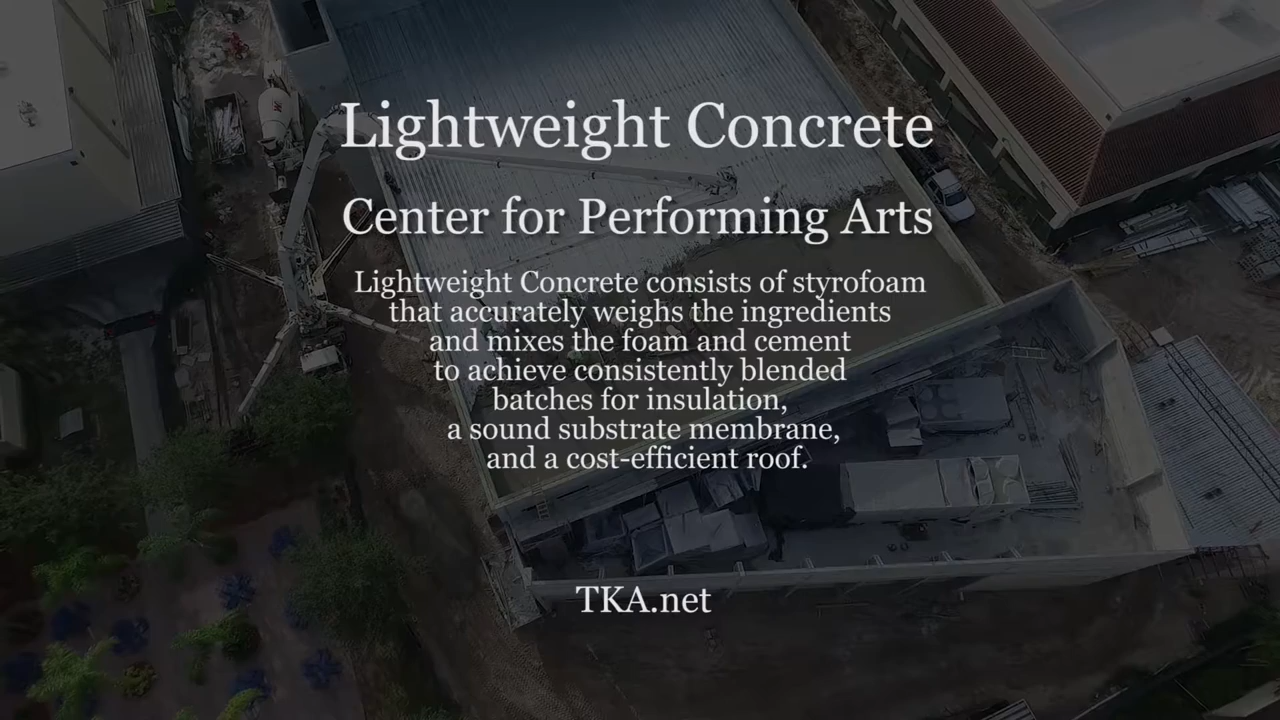 Lightweight Concrete
Center for Performing Arts
Lightweight Concrete consists of styrofoam
that accurately weighs the ingredients
and mixes the foam and cement
to achieve consistently blended
batches for insulation,
a sound substrate membrane,
and a cost-efficient roof.
TKA.net